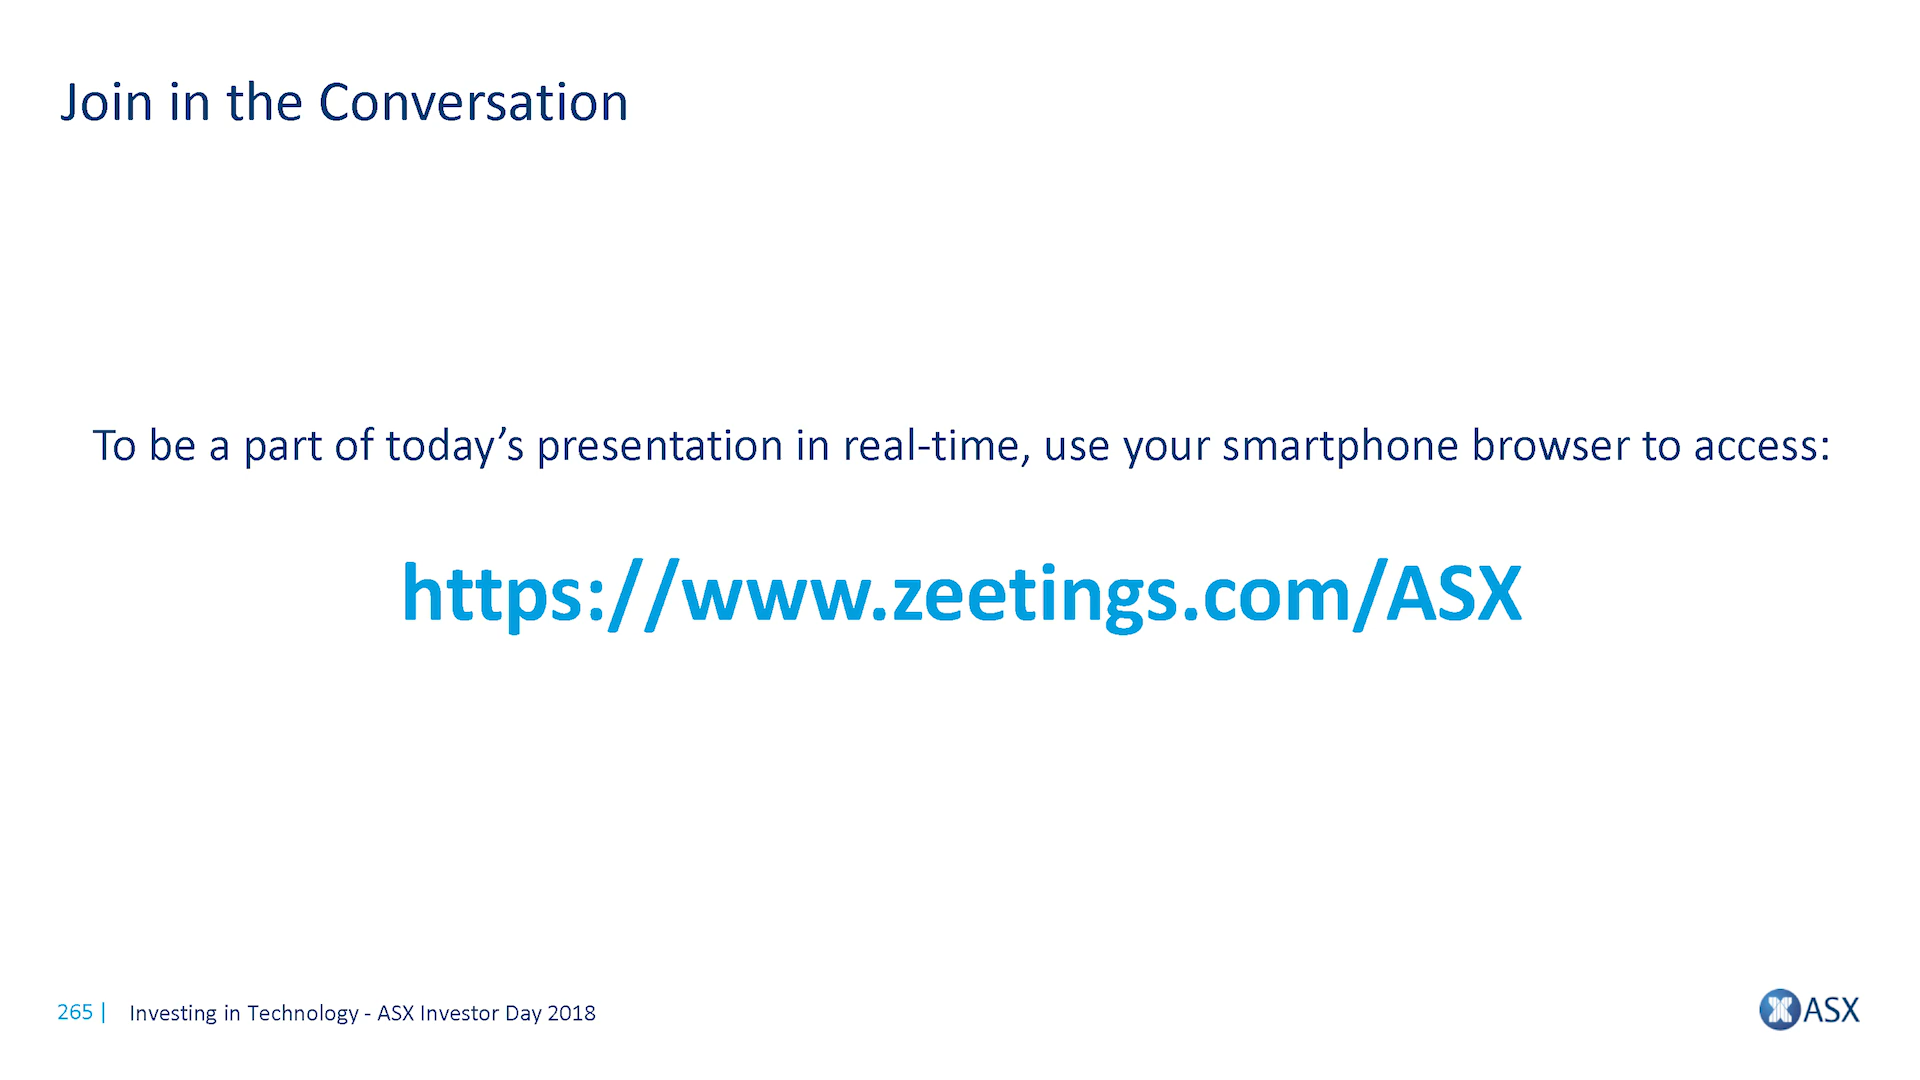 Join in the Conversation
To be a part of today’s presentation in real-time, use your smartphone browser to access:
https://www.zeetings.com/ASX
265 | Investing in Technology - ASX Investor Day 2018
ASX